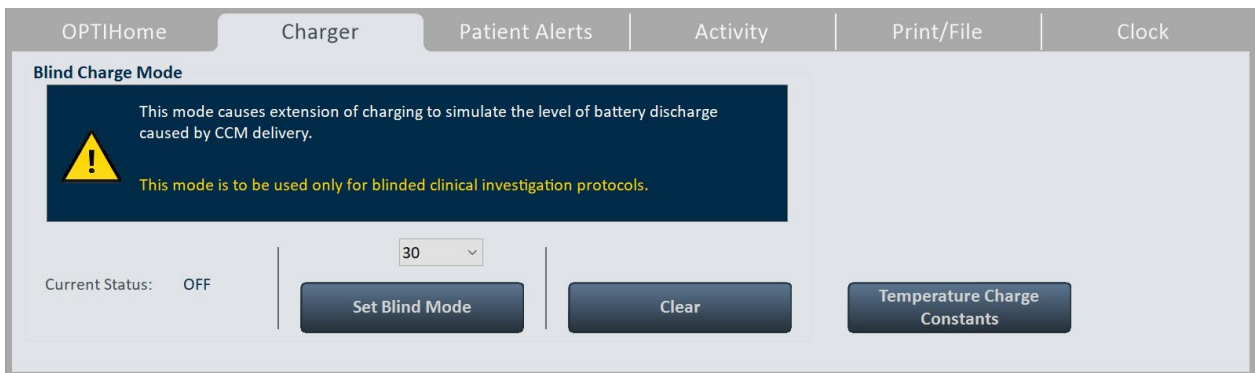 OPTIHome
Charger
Patient Alerts
Activity
Print/File
Clock
Blind Charge Mode
This mode causes extension of charging to simulate the level of battery discharge
caused by CCM delivery.
!
This mode is to be used only for blinded clinical investigation protocols.
30
Current Status: OFF
Set Blind Mode
Clear
Temperature Charge
Constants